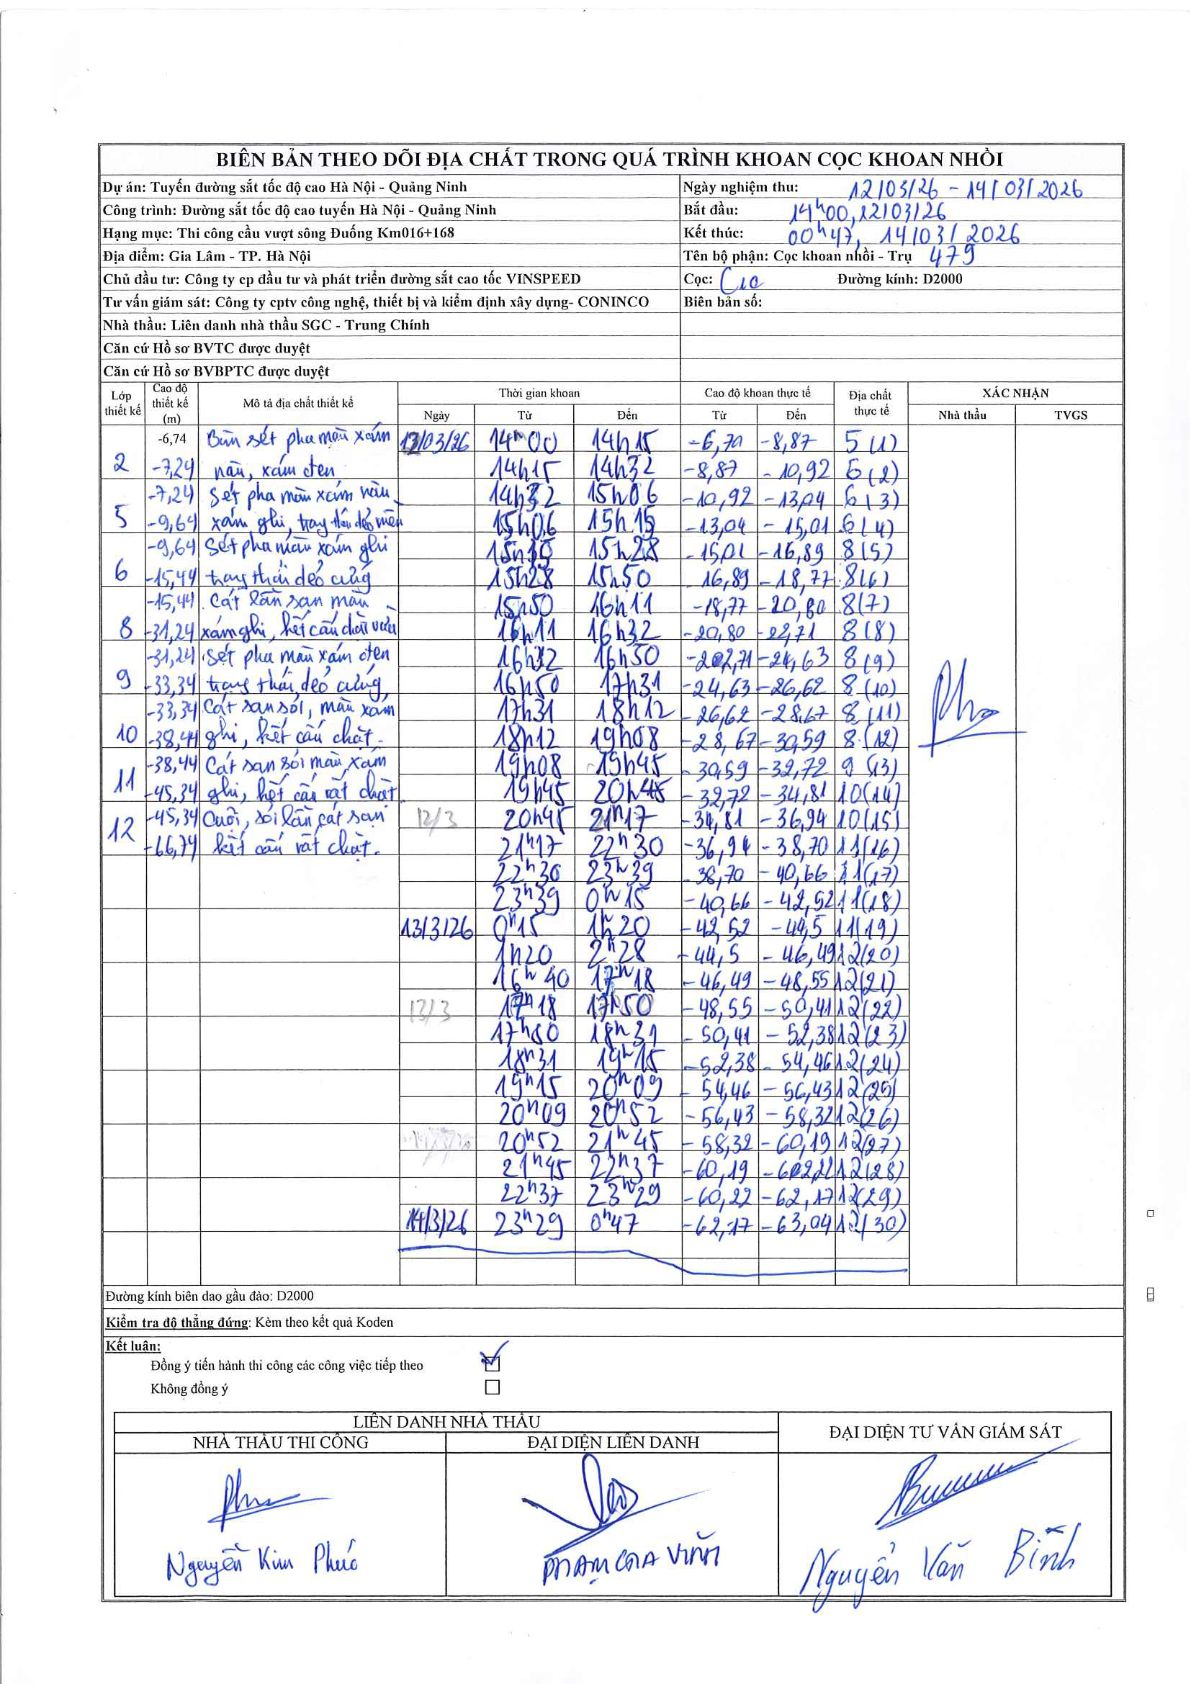 BIÊN BẢN THEO DÕI ĐỊA CHẤT TRONG QUÁ TRÌNH KHOAN CỌC KHOAN NHỒI
Dự án: Tuyến đường sắt tốc độ cao Hà Nội - Quảng Ninh Ngày nghiệm thu: 12/03/26 - 14/03/2026
Công trình: Đường sắt tốc độ cao tuyến Hà Nội - Quảng Ninh Bắt đầu: 14h00, 12/03/26
Hạng mục: Thi công cầu vượt sông Đuống Km016+168 Kết thúc: 00h47, 14/03/2026
Địa điểm: Gia Lâm - TP. Hà Nội Tên bộ phận: Cọc khoan nhồi - Trụ 479
Chủ đầu tư: Công ty cp đầu tư và phát triển đường sắt cao tốc VINSPEED Cọc: Đường kính: D2000
Tư vấn giám sát: Công ty cptv công nghệ, thiết bị và kiểm định xây dựng- CONINCO Biên bản số:
Nhà thầu: Liên danh nhà thầu SGC - Trung Chính
Căn cứ Hồ sơ BVTC được duyệt
Căn cứ Hồ sơ BVBPTC được duyệt
Lớp thiết kế Cao độ thiết kế (m) Mô tả địa chất thiết kế Thời gian khoan Cao độ khoan thực tế Địa chất thực tế XÁC NHẬN
Ngày Từ Đến Từ Đến Nhà thầu TVGS
-6,74 Bùn sét pha màu xám 12/03/26 14h00 14h15 -6,70 -8,87 5(1)
2 -7,24 nâu, xám đen 14h15 14h32 -8,87 -10,92 6(2)
-7,24 Sét pha màu xám nâu 14h32 15h06 -10,92 -13,04 6(3)
5 -9,64 xám ghi, trạng thái dẻo mềm 15h06 15h15 -13,04 -15,01 6(4)
-9,64 Sét pha màu xám ghi 15h15 15h28 -15,01 -16,89 8(5)
6 -15,44 trạng thái dẻo cứng 15h28 15h50 -16,89 -18,77 8(6)
-15,44 Cát lẫn sạn màu 15h50 16h11 -18,77 -20,80 8(7)
8 -31,24 xám ghi, kết cấu chặt vừa 16h11 16h32 -20,80 -22,71 8(8)
-31,24 Sét pha màu xám đen 16h32 16h50 -22,71 -24,63 8(9)
9 -33,34 trạng thái dẻo cứng 16h50 17h31 -24,63 -26,62 8(10)
-33,34 Cát sạn sỏi, màu xám 17h31 18h12 -26,62 -28,67 8(11)
10 -38,44 ghi, kết cấu chặt. 18h12 19h08 -28,67 -30,59 8(12)
-38,44 Cát sạn sỏi màu xám 19h08 19h45 -30,59 -32,72 9(13)
11 -45,34 ghi, kết cấu rất chặt 19h45 20h45 -32,72 -34,81 10(14)
-45,34 Cuội, sỏi lẫn cát sạn 12/3 20h45 21h17 -34,81 -36,94 10(15)
12 -66,74 kết cấu rất chặt. 21h17 22h30 -36,94 -38,70 11(16)
22h30 23h39 -38,70 -40,66 11(17)
23h39 0h15 -40,66 -42,52 11(18)
13/3/26 0h15 1h20 -42,52 -44,5 11(19)
1h20 2h28 -44,5 -46,49 12(20)
16h40 17h18 -46,49 -48,55 12(21)
13/3 17h18 17h50 -48,55 -50,41 12(22)
17h50 18h31 -50,41 -52,38 12(23)
18h31 19h15 -52,38 -54,46 12(24)
19h15 20h09 -54,46 -56,43 12(25)
20h09 20h52 -56,43 -58,32 12(26)
20h52 21h45 -58,32 -60,19 12(27)
21h45 22h37 -60,19 12(28)
22h37 23h29 -60,22 -62,17 12(29)
14/3/26 23h29 0h47 -62,17 -63,04 12(30)
Đường kính biên dao gầu đào: D2000
Kiểm tra độ thẳng đứng: Kèm theo kết quả Koden
Kết luận:
Đồng ý tiến hành thi công các công việc tiếp theo
Không đồng ý
LIÊN DANH NHÀ THẦU ĐẠI DIỆN TƯ VẤN GIÁM SÁT
NHÀ THẦU THI CÔNG ĐẠI DIỆN LIÊN DANH
Nguyễn Kim Phúc PHẠM GIA VĨNH Nguyễn Văn Bính